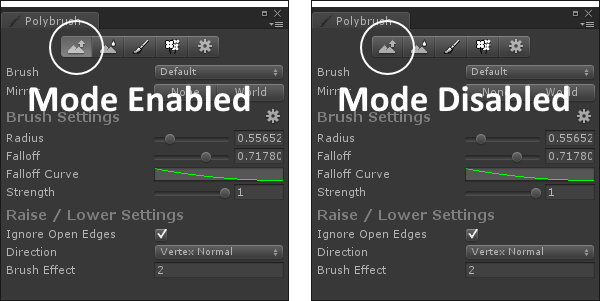 Polybrush
Brush Default
Mirror None World
Mode Enabled
Brush Settings
Radius 0.55652
Falloff 0.71780
Falloff Curve
Strength 1
Raise / Lower Settings
Ignore Open Edges
Direction Vertex Normal
Brush Effect 2
Polybrush
Brush Default
Mirror World
Mode Disabled
Brush Settings
Radius 0.55652
Falloff 0.71780
Falloff Curve
Strength 1
Raise / Lower Settings
Ignore Open Edges
Direction Vertex Normal
Brush Effect 2